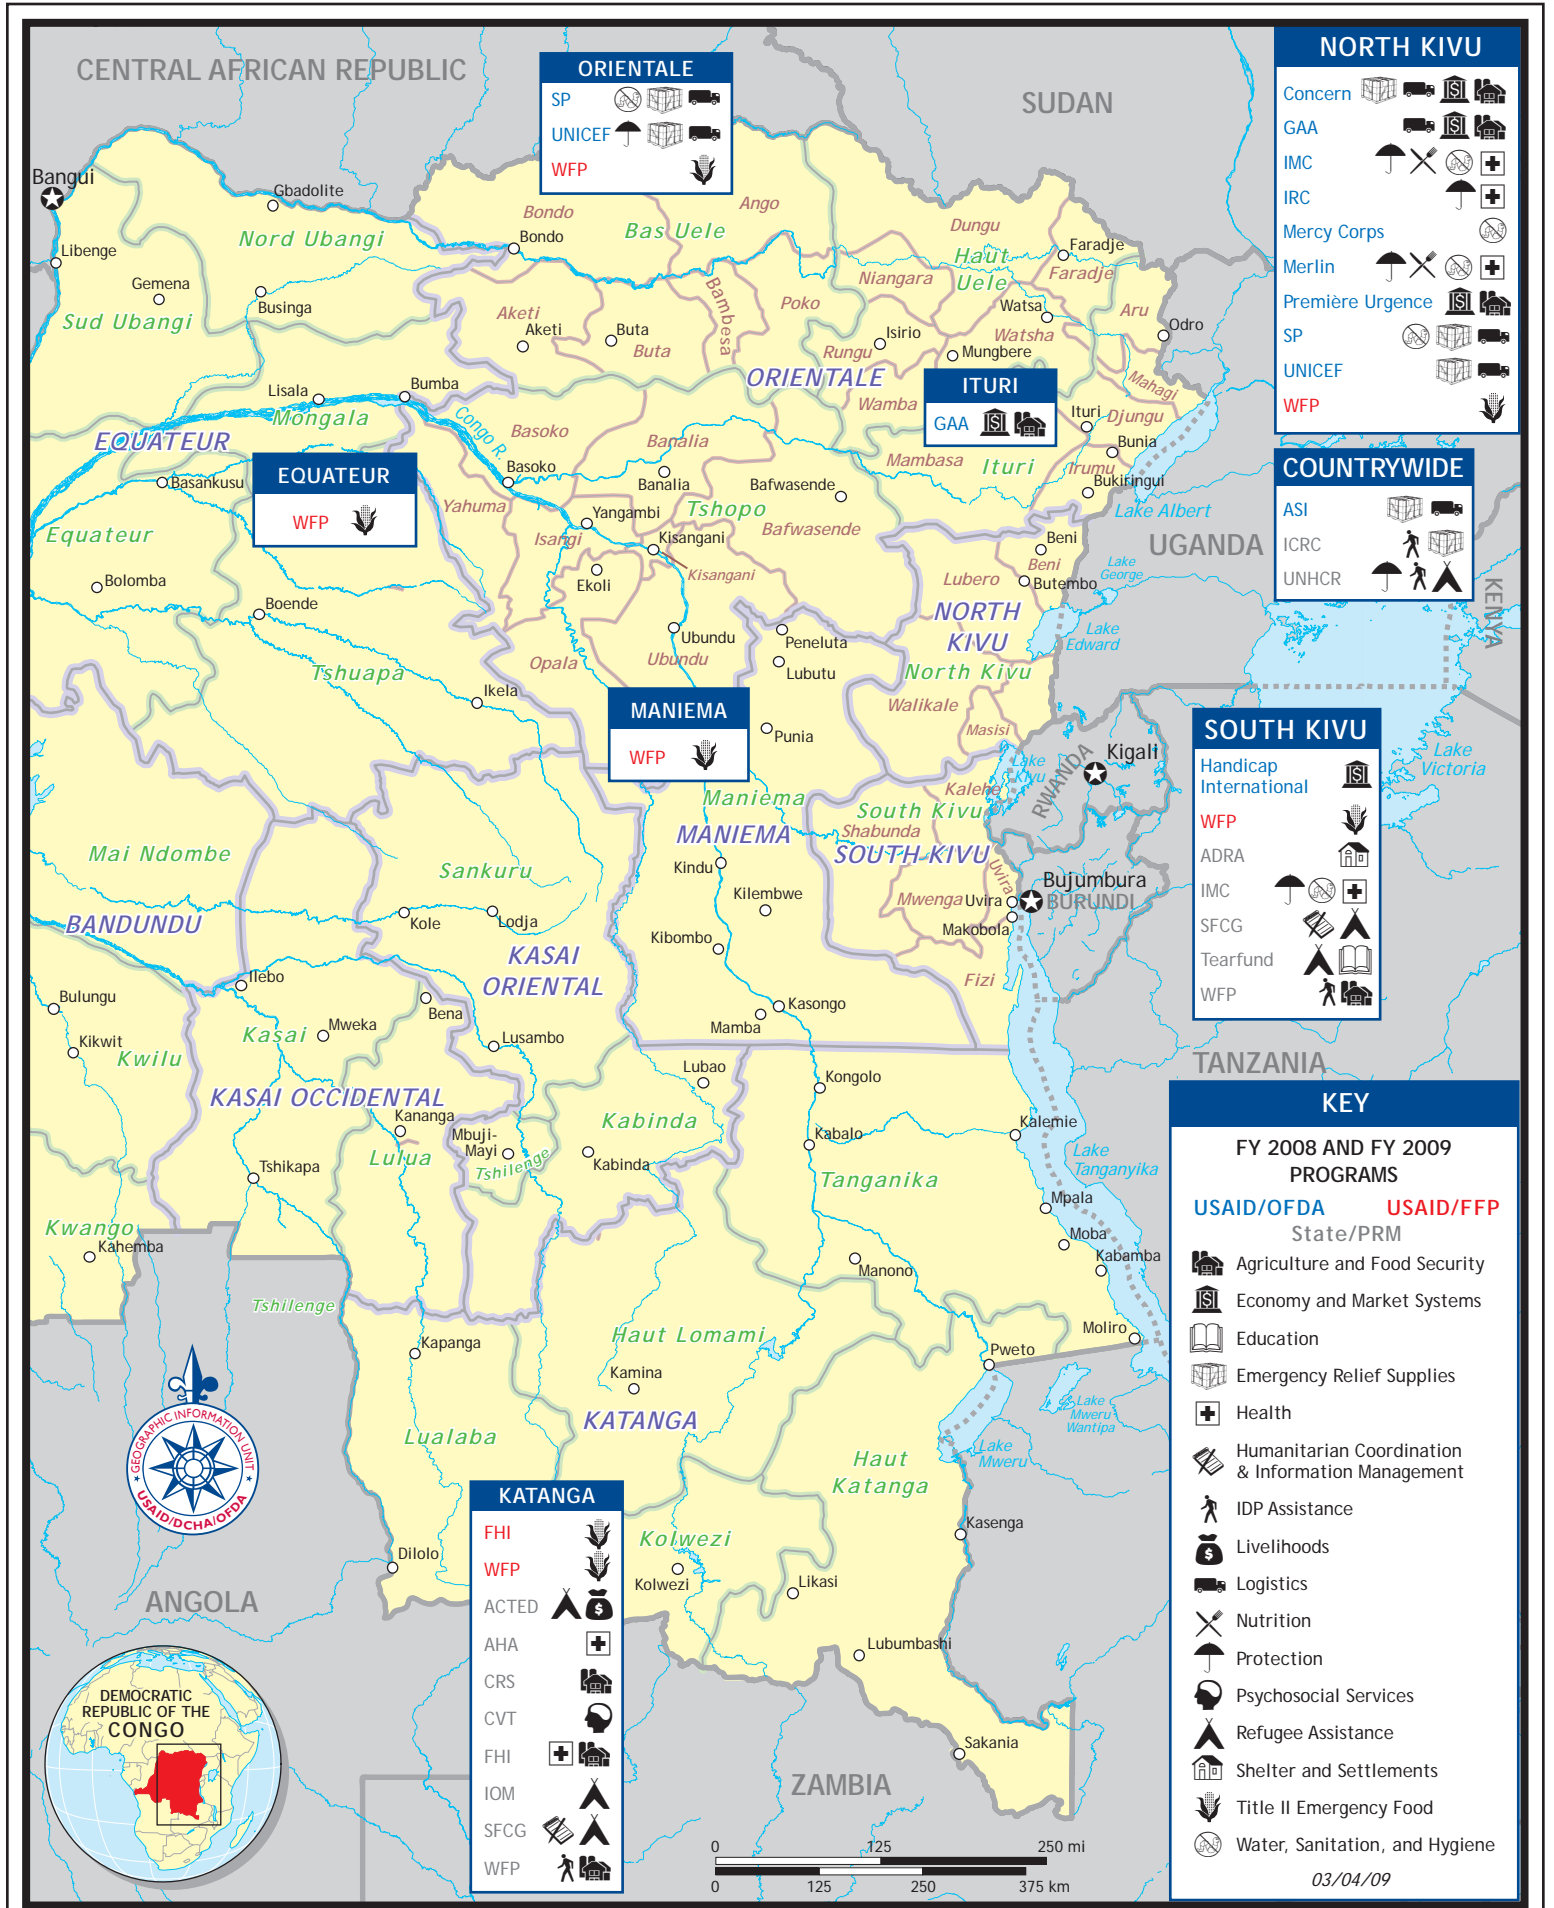 CENTRAL AFRICAN REPUBLIC
SUDAN
UGANDA
KENYA
RWANDA
BURUNDI
TANZANIA
ZAMBIA
ANGOLA
ORIENTALE
SP
UNICEF
WFP
NORTH KIVU
Concern
GAA
IMC
IRC
Mercy Corps
Merlin
Première Urgence
SP
UNICEF
WFP
COUNTRYWIDE
ASI
ICRC
UNHCR
ITURI
GAA
EQUATEUR
WFP
MANIEMA
WFP
SOUTH KIVU
Handicap
International
WFP
ADRA
IMC
SFCG
Tearfund
WFP
KATANGA
FHI
WFP
ACTED
AHA
CRS
CVT
FHI
IOM
SFCG
WFP
KEY
FY 2008 AND FY 2009
PROGRAMS
USAID/OFDA USAID/FFP
State/PRM
Agriculture and Food Security
Economy and Market Systems
Education
Emergency Relief Supplies
Health
Humanitarian Coordination
& Information Management
IDP Assistance
Livelihoods
Logistics
Nutrition
Protection
Psychosocial Services
Refugee Assistance
Shelter and Settlements
Title II Emergency Food
Water, Sanitation, and Hygiene
03/04/09
Bangui
Gbadolite
Libenge
Nord Ubangi
Gemena
Businga
Sud Ubangi
Bondo
Bondo
Ango
Bas Uele
Dungu
Haut
Uele
Faradje
Faradje
Niangara
Bambesa
Poko
Aketi
Aketi
Buta
Buta
Watsa
Watsha
Aru
Odro
Isirio
Rungu
Mungbere
ORIENTALE
Mahagi
Lisala
Bumba
Mongala
EQUATEUR
Congo R.
Basoko
Basoko
Banalia
Banalia
Wamba
Ituri
Djungu
Bunia
Mambasa
Ituri
Irumu
Bukiringui
Lake Albert
Basankusu
Equateur
Yahuma
Yangambi
Isangi
Tshopo
Bafwasende
Bafwasende
Kisangani
Kisangani
Ekoli
Beni
Beni
Lubero
Butembo
Lake
George
Bolomba
Boende
NORTH
KIVU
Lake
Edward
Ubundu
Ubundu
Peneluta
Lubutu
Opala
Tshuapa
Ikela
North Kivu
Walikale
Masisi
Punia
Lake
Kivu
Kigali
Lake
Victoria
Kalehe
Maniema
South Kivu
Shabunda
MANIEMA
SOUTH KIVU
Mai Ndombe
Sankuru
Kindu
Uvira
Mwenga
Uvira
Bujumbura
Makobola
Kilembwe
Kole
Lodja
BANDUNDU
Kibombo
KASAI
ORIENTAL
Fizi
Ilebo
Bulungu
Bena
Kasongo
Mamba
Kasai
Mweka
Kikwit
Kwilu
Lusambo
Lubao
Kongolo
KASAI OCCIDENTAL
Kananga
Kabinda
Kabalo
Kalemie
Mbuji-
Mayi
Tshilenge
Kabinda
Lulua
Tshikapa
Tanganika
Lake
Tanganyika
Mpala
Moba
Kabamba
Kwango
Kahemba
Manono
Tshilenge
Moliro
Kapanga
Haut Lomami
Pweto
Kamina
KATANGA
Lake
Mweru
Wantipa
Lake
Mweru
Lualaba
Haut
Katanga
Kasenga
Kolwezi
Kolwezi
Dilolo
Likasi
Lubumbashi
Sakania
GEOGRAPHIC INFORMATION UNIT
USAID/DCHA/OFDA
DEMOCRATIC
REPUBLIC OF THE
CONGO
0 125 250 mi
0 125 250 375 km